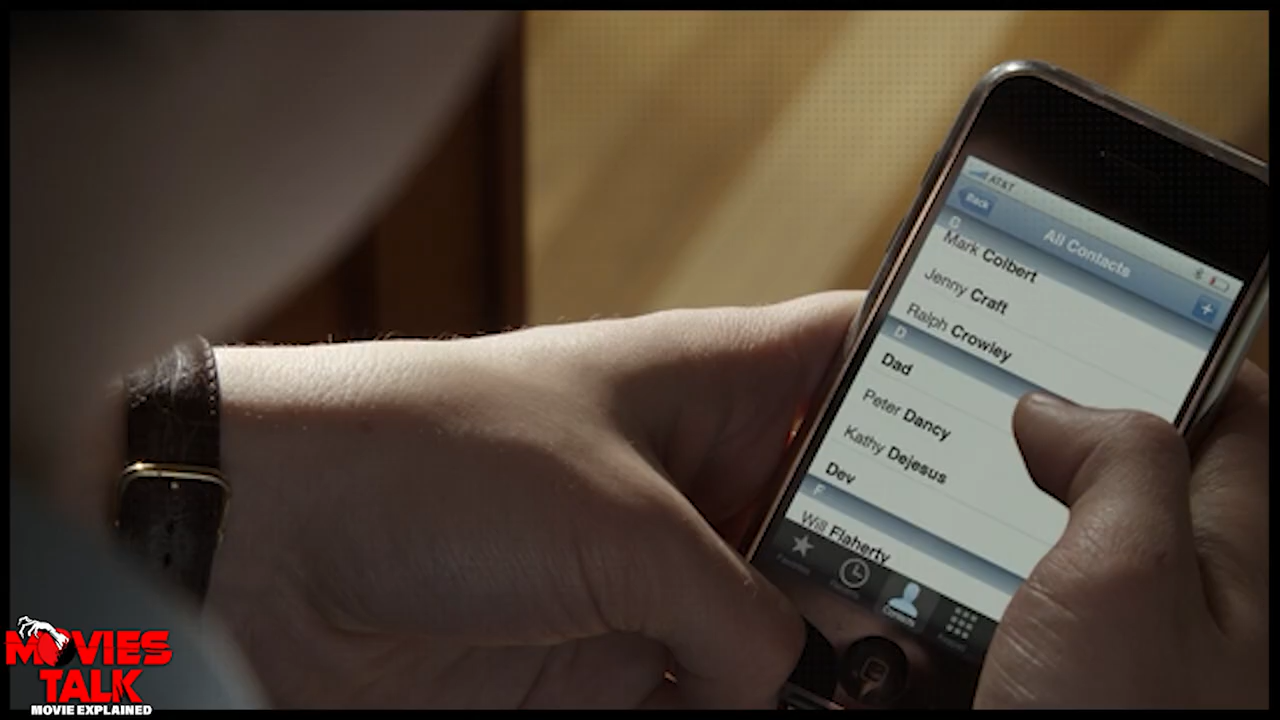 AT&T
Back
All Contacts
+
C
Mark Colbert
Jenny Craft
Ralph Crowley
D
Dad
Peter Dancy
Kathy Dejesus
Dev
F
Will Flaherty
Contacts
MOVIES
TALK
MOVIE EXPLAINED